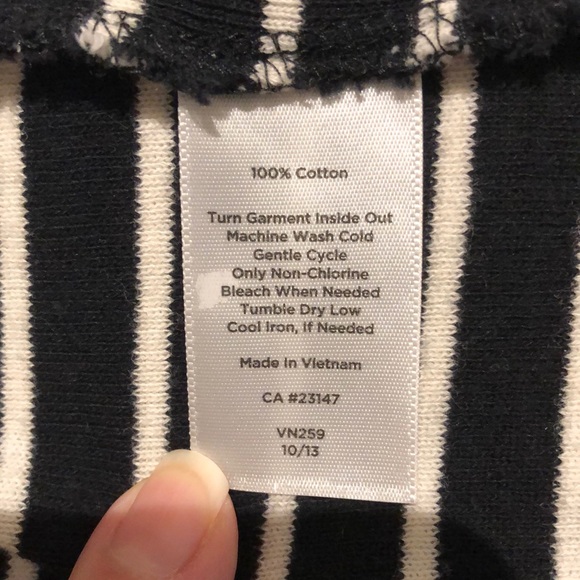 100% Cotton
Turn Garment Inside Out
Machine Wash Cold
Gentle Cycle
Only Non-Chlorine
Bleach When Needed
Tumble Dry Low
Cool Iron, If Needed
Made In Vietnam
CA #23147
VN259
10/13